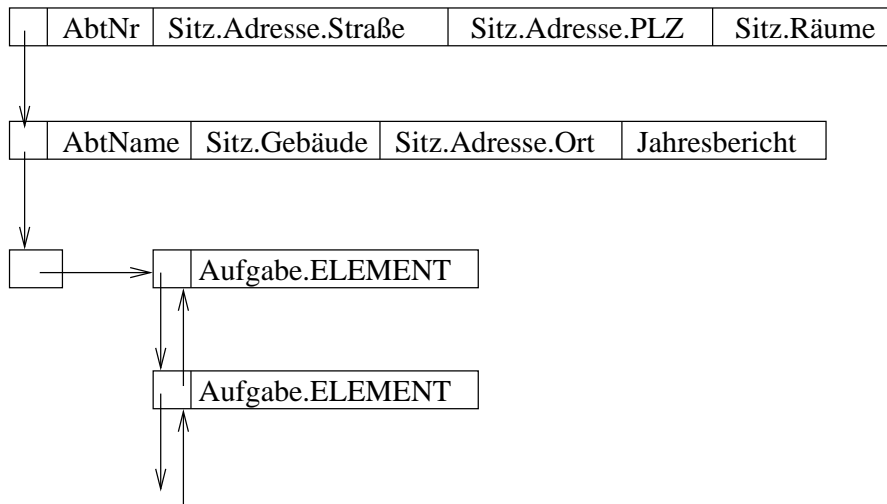 AbtNr Sitz.Adresse.Straße Sitz.Adresse.PLZ Sitz.Räume
AbtName Sitz.Gebäude Sitz.Adresse.Ort Jahresbericht
Aufgabe.ELEMENT
Aufgabe.ELEMENT